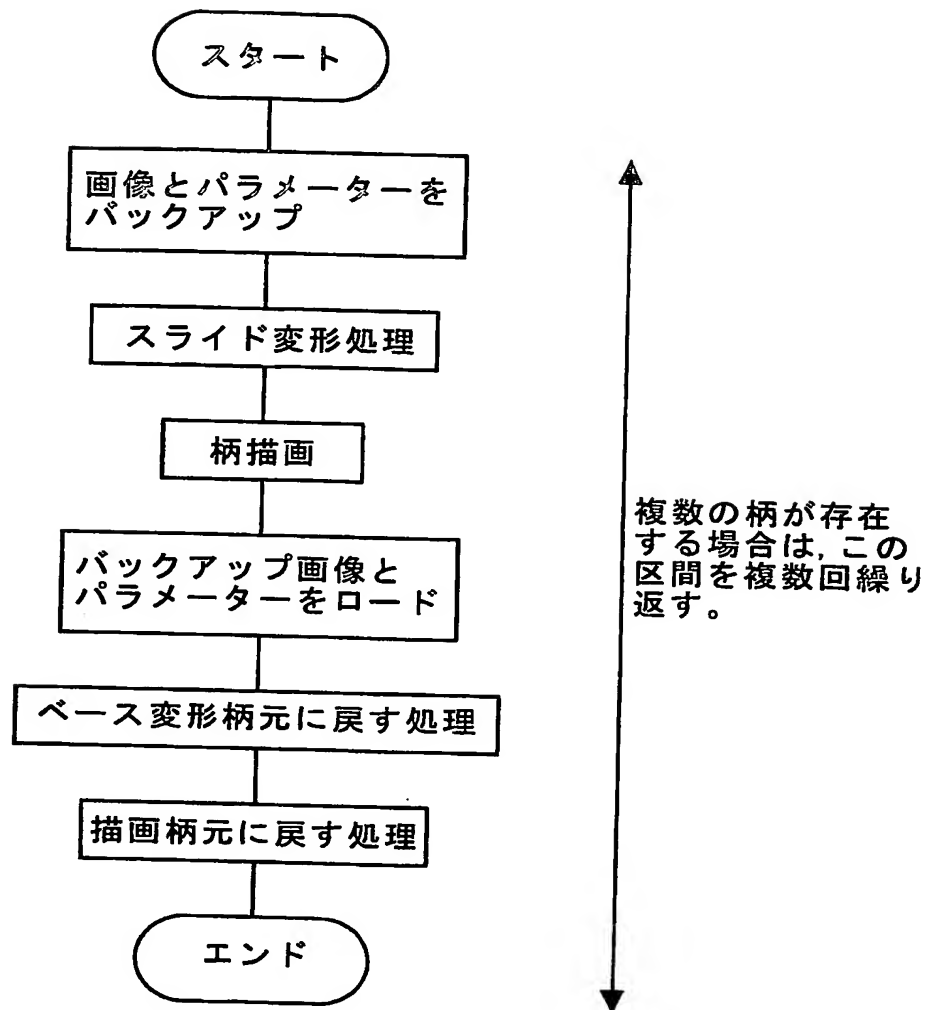 スタート
画像とパラメーターを
バックアップ
スライド変形処理
柄描画
バックアップ画像と
パラメーターをロード
ベース変形柄元に戻す処理
描画柄元に戻す処理
エンド
複数の柄が存在
する場合は,この
区間を複数回繰り
返す。